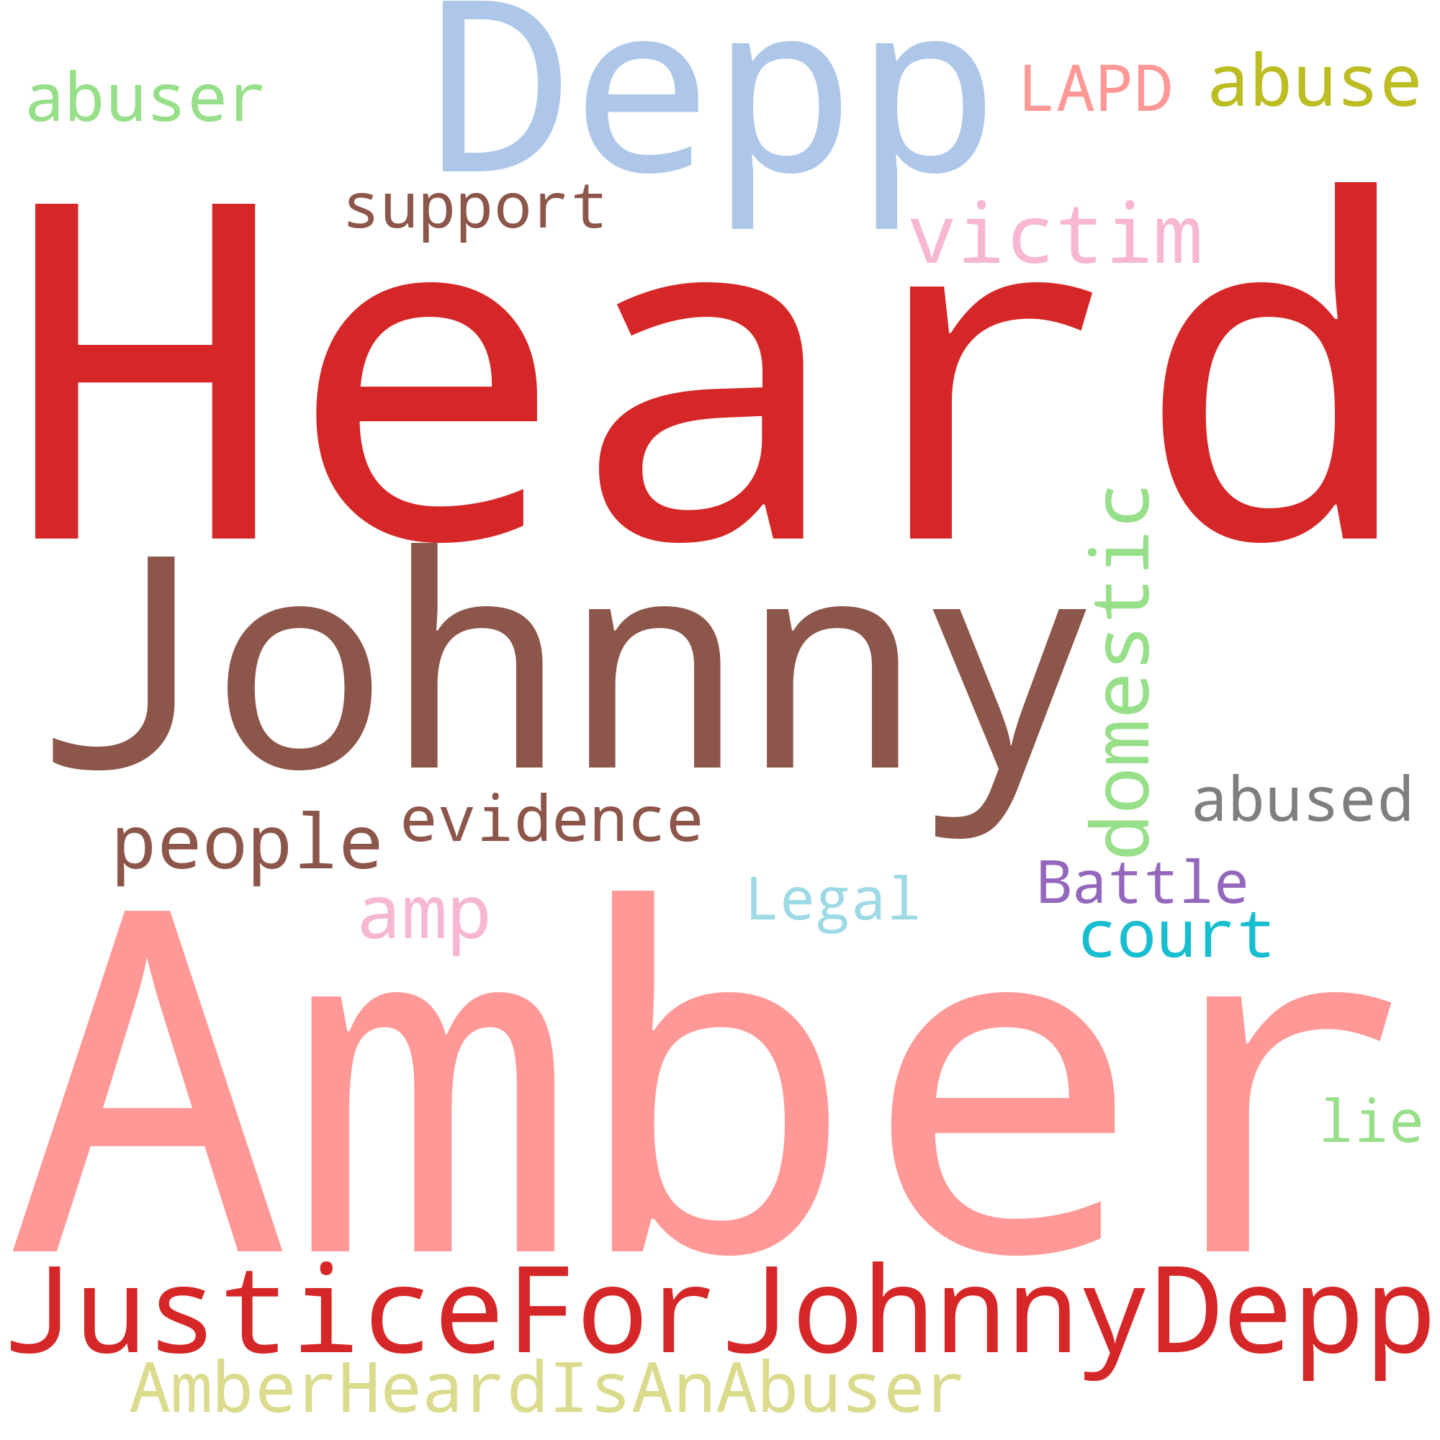 Depp
abuser
LAPD
abuse
support
victim
Heard
domestic
Johnny
people
evidence
abused
amp
Legal
Battle
court
Amber
lie
JusticeForJohnnyDepp
AmberHeardIsAnAbuser